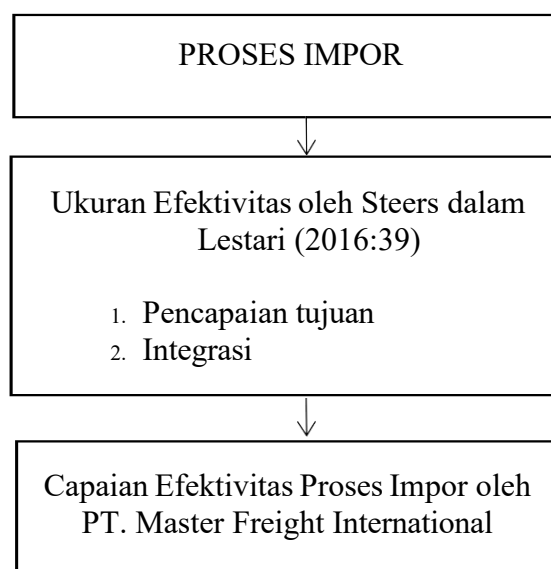 PROSES IMPOR
Ukuran Efektivitas oleh Steers dalam
Lestari (2016:39)
1. Pencapaian tujuan
2. Integrasi
Capaian Efektivitas Proses Impor oleh
PT. Master Freight International